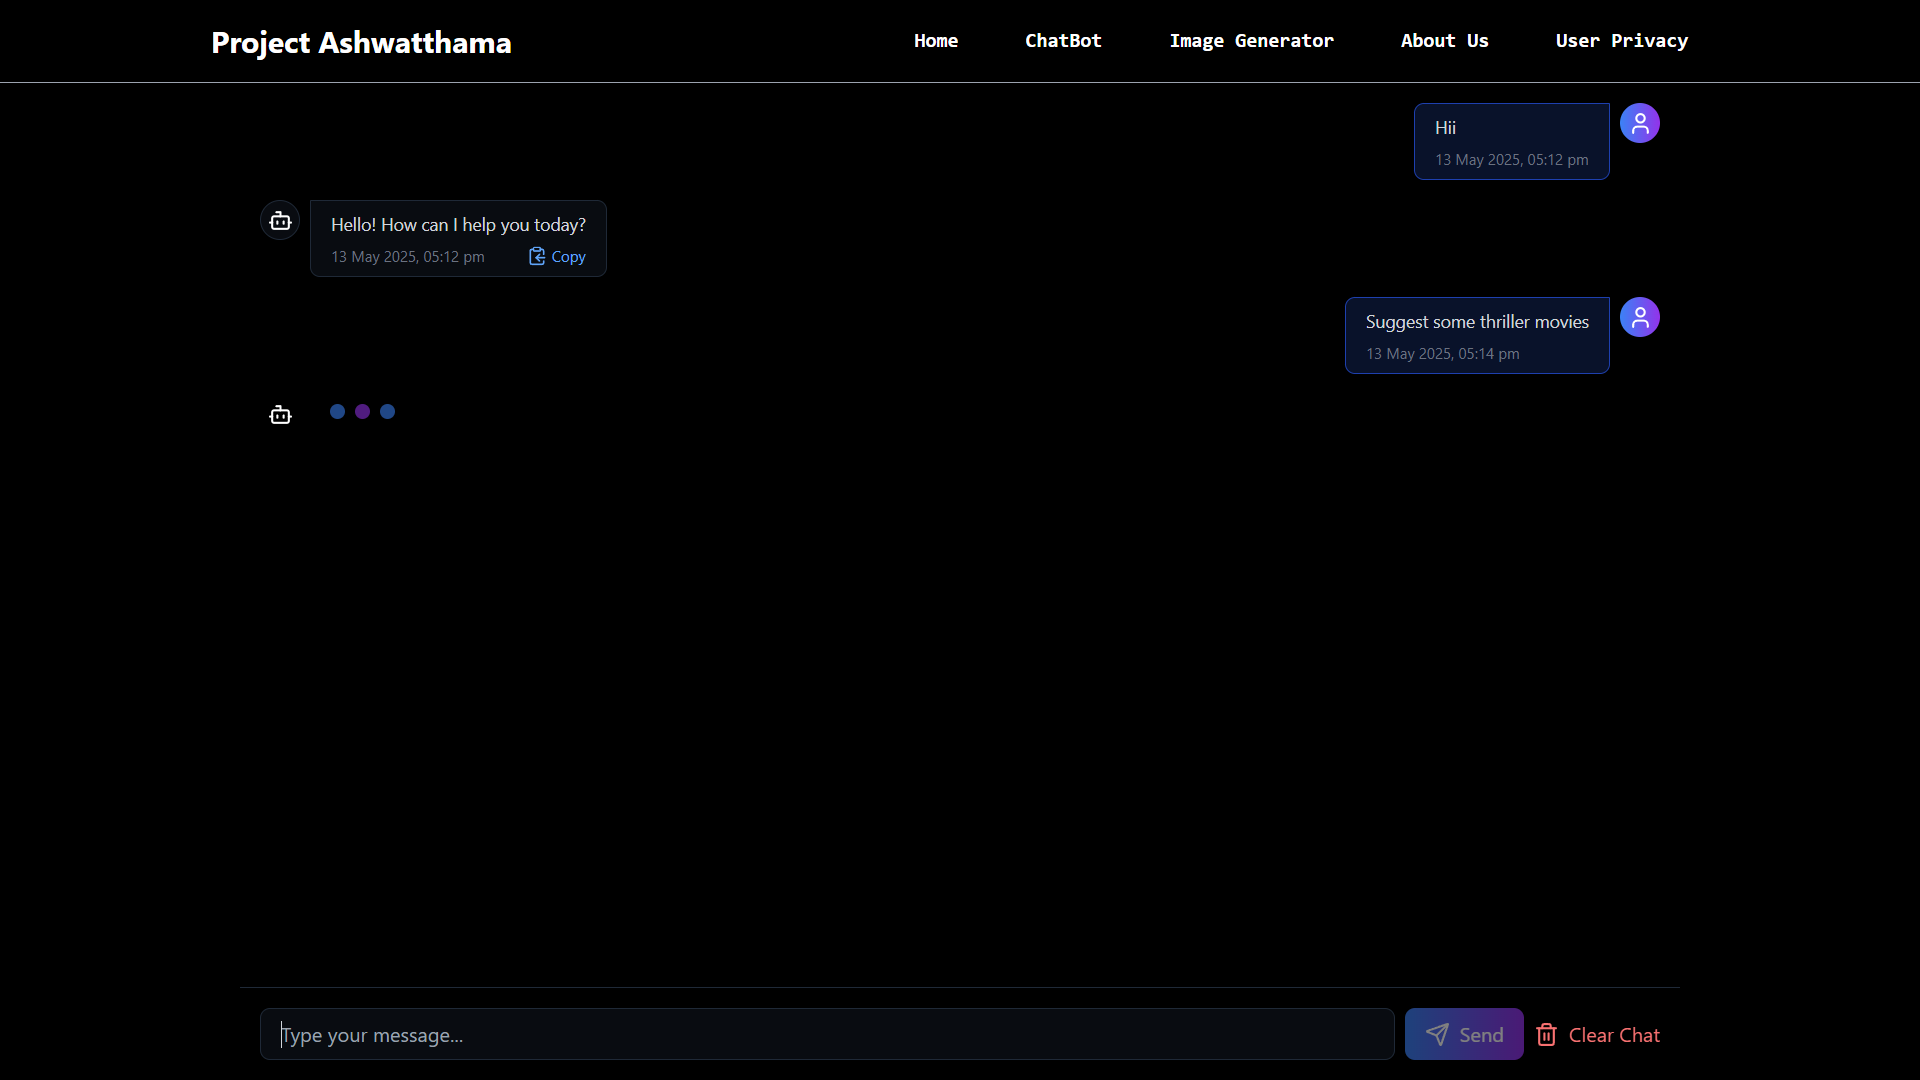 Project Ashwatthama
Home ChatBot Image Generator About Us User Privacy
Hii
13 May 2025, 05:12 pm
Hello! How can I help you today?
13 May 2025, 05:12 pm Copy
Suggest some thriller movies
13 May 2025, 05:14 pm
Type your message...
Send
Clear Chat